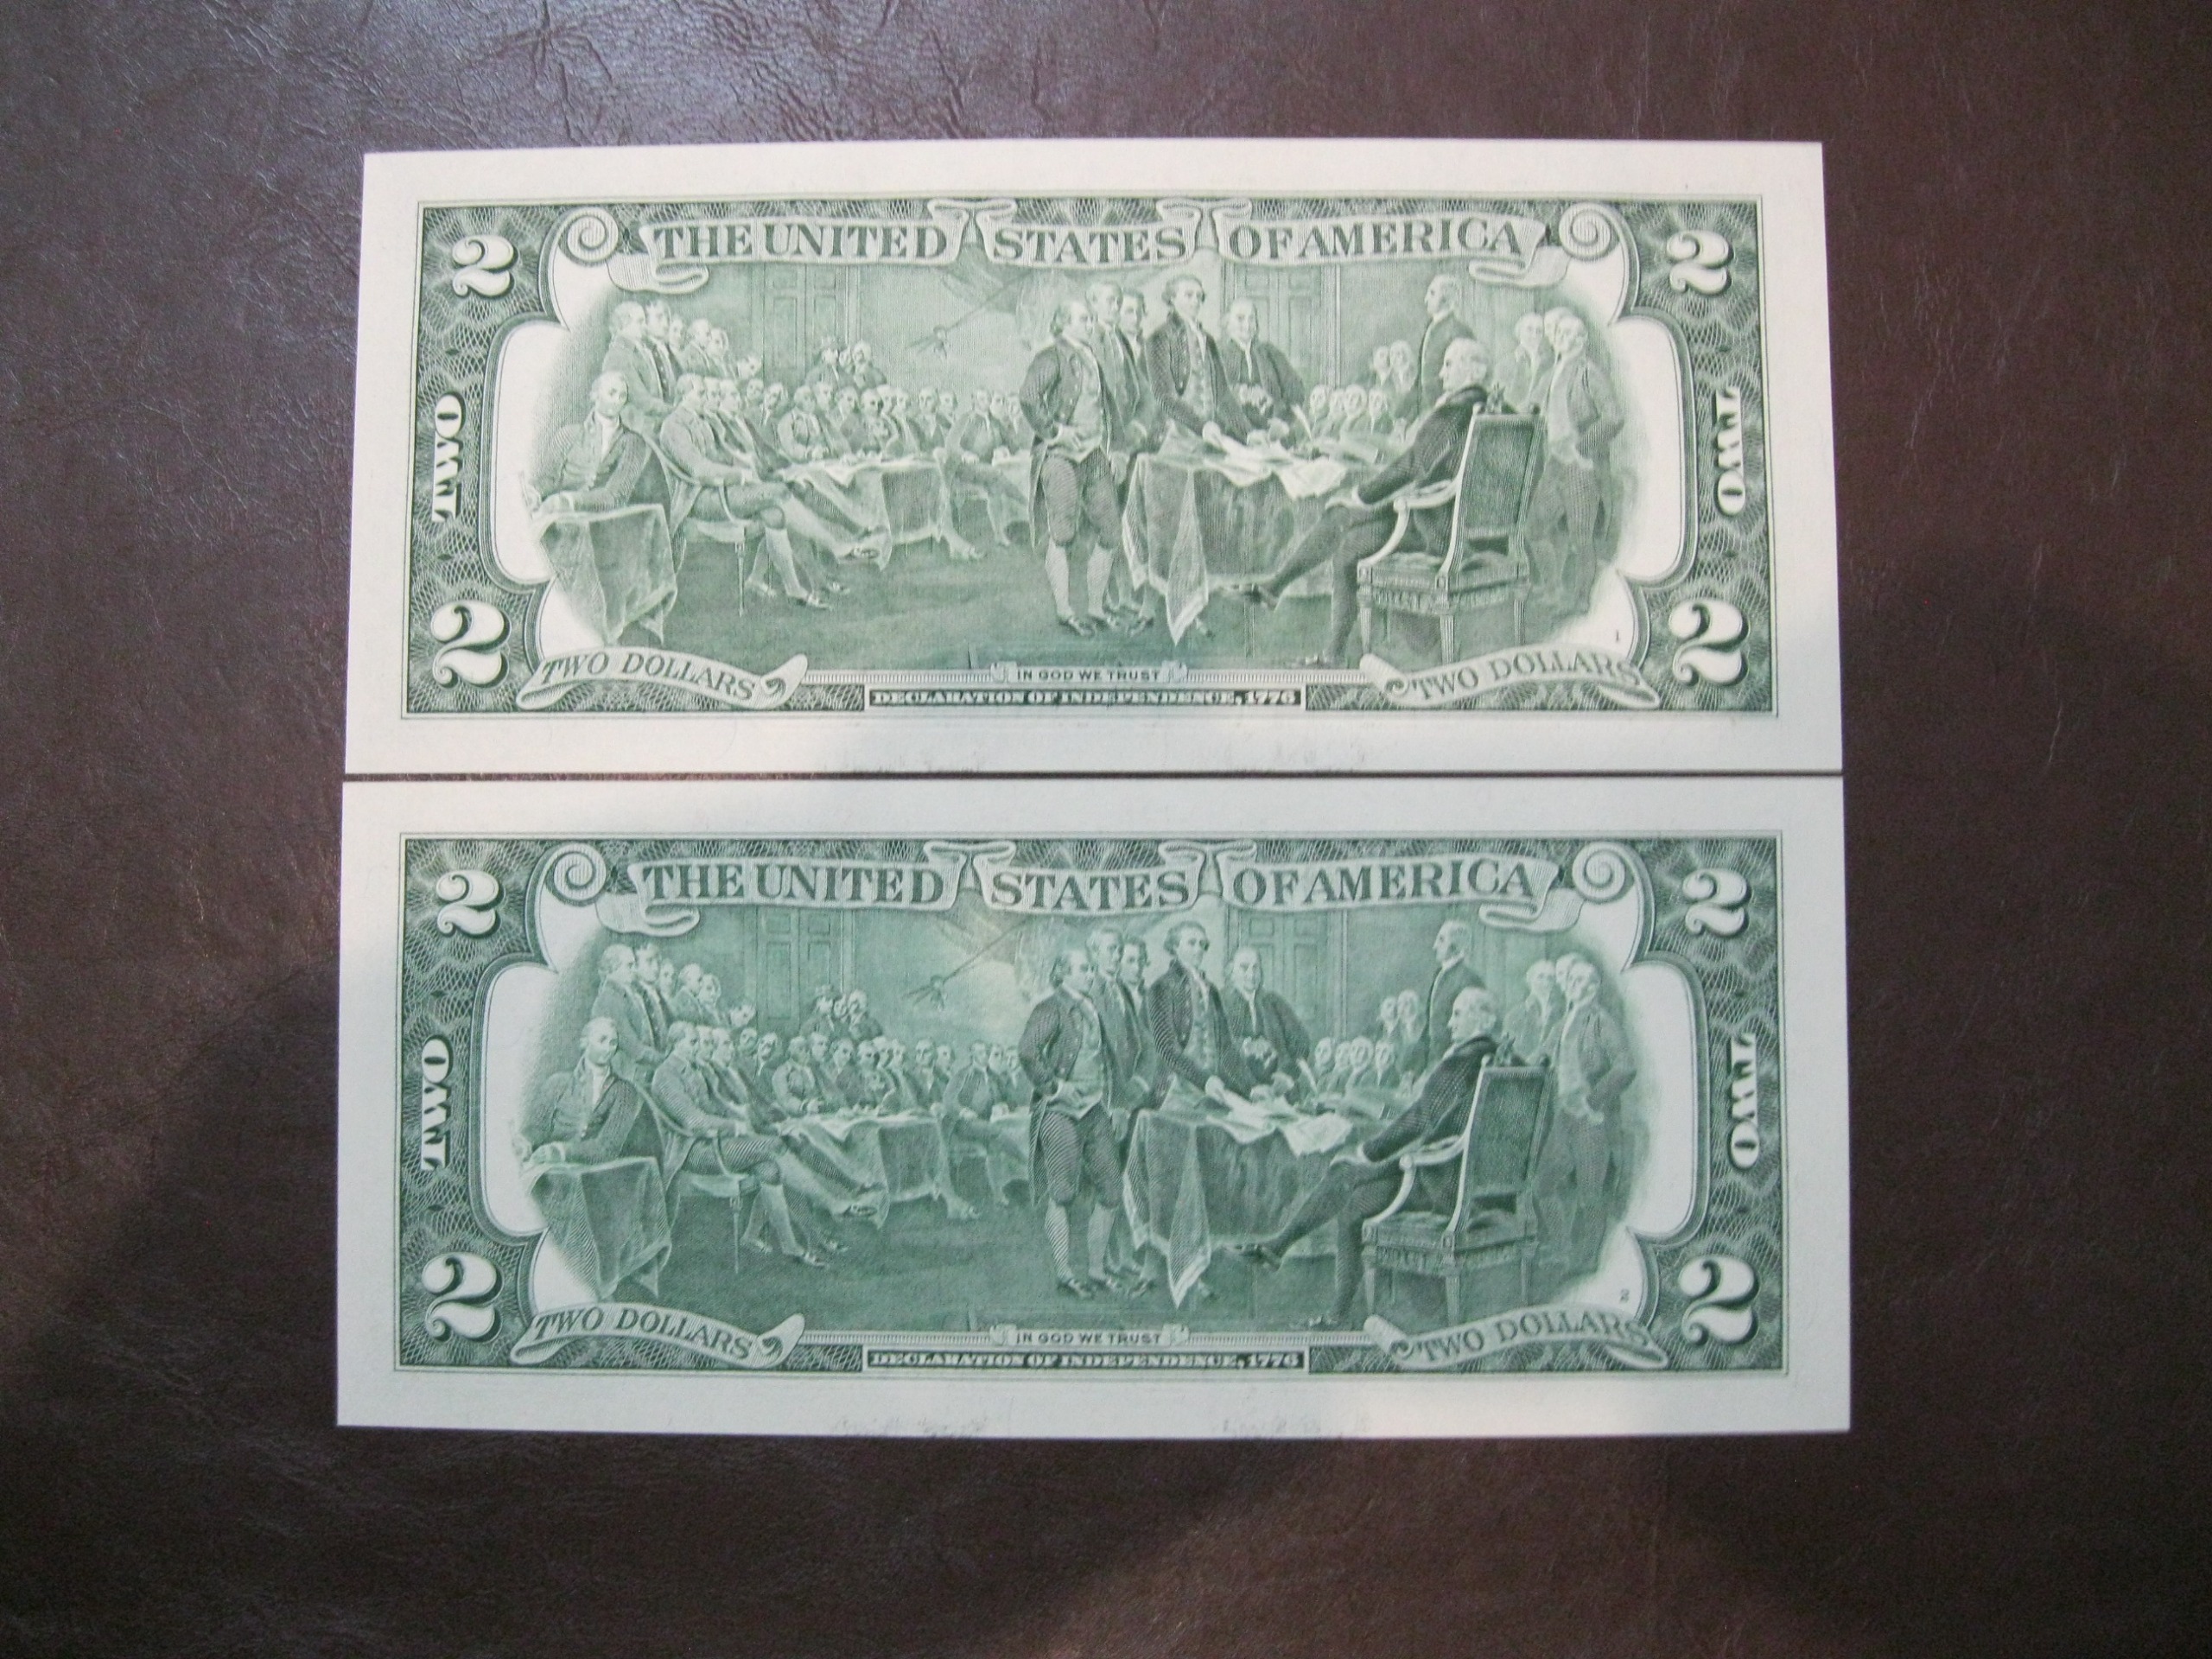 2 THE UNITED STATES OF AMERICA 2
TWO TWO
1
2 TWO DOLLARS IN GOD WE TRUST TWO DOLLARS 2
DECLARATION OF INDEPENDENCE, 1776
2 THE UNITED STATES OF AMERICA 2
TWO TWO
2
2 TWO DOLLARS IN GOD WE TRUST TWO DOLLARS 2
DECLARATION OF INDEPENDENCE, 1776